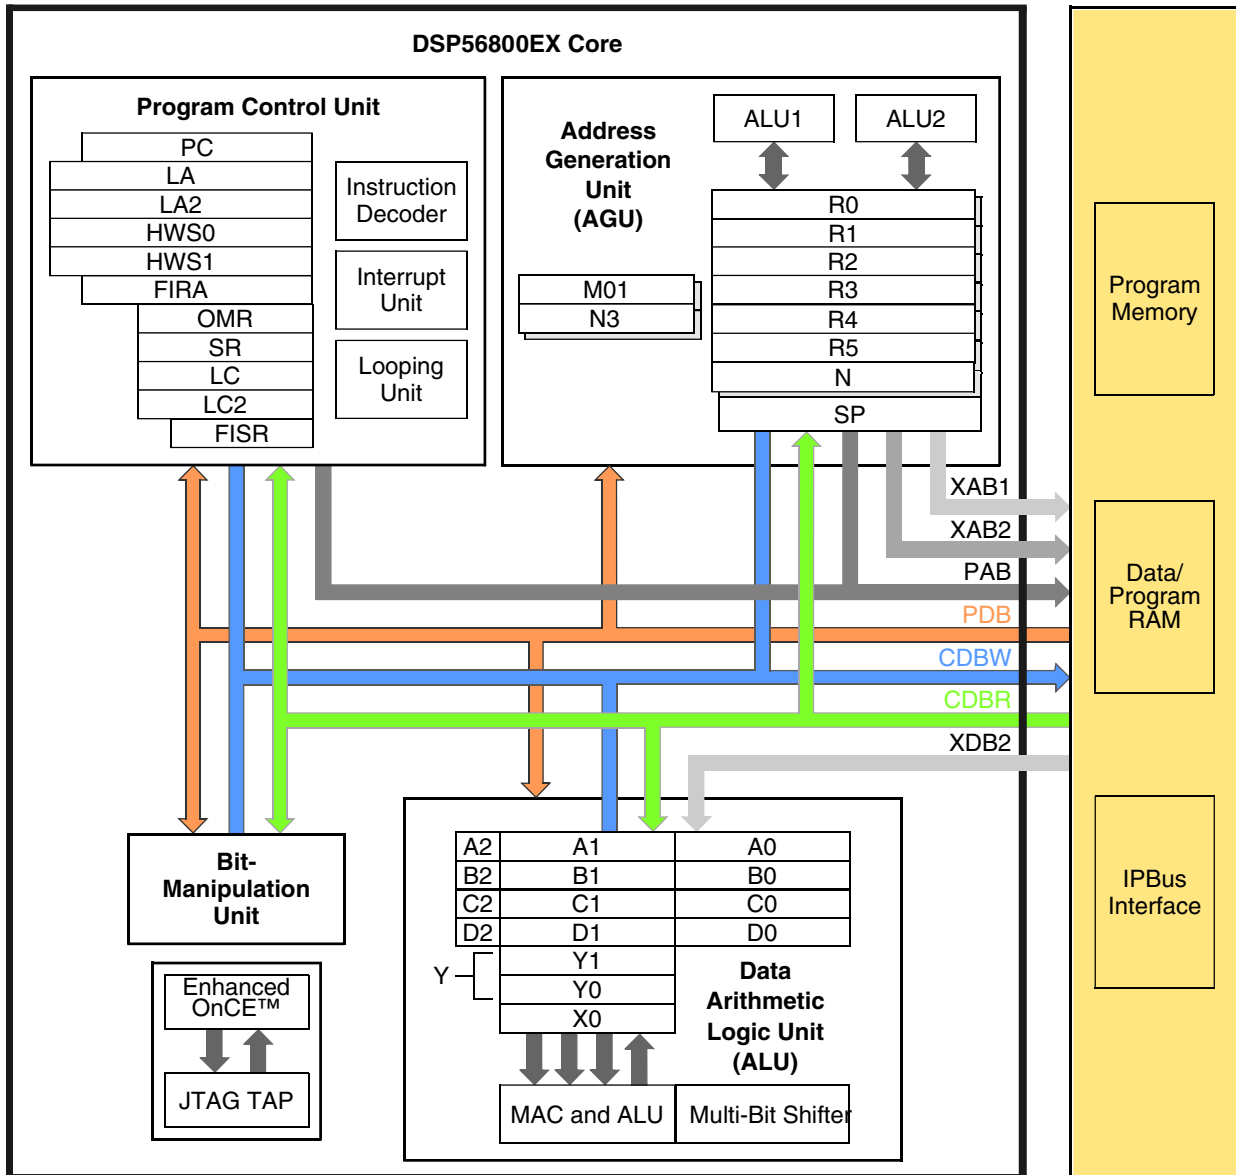 DSP56800EX Core
Program Control Unit
PC
LA
LA2
HWS0
HWS1
FIRA
OMR
SR
LC
LC2
FISR
Instruction
Decoder
Interrupt
Unit
Looping
Unit
Address
Generation
Unit
(AGU)
ALU1
ALU2
R0
R1
R2
R3
R4
R5
N
SP
M01
N3
XAB1
XAB2
PAB
PDB
CDBW
CDBR
XDB2
Program
Memory
Data/
Program
RAM
IPBus
Interface
Bit-
Manipulation
Unit
Enhanced
OnCE™
JTAG TAP
A2 A1 A0
B2 B1 B0
C2 C1 C0
D2 D1 D0
Y
Y1
Y0
X0
Data
Arithmetic
Logic Unit
(ALU)
MAC and ALU
Multi-Bit Shifter